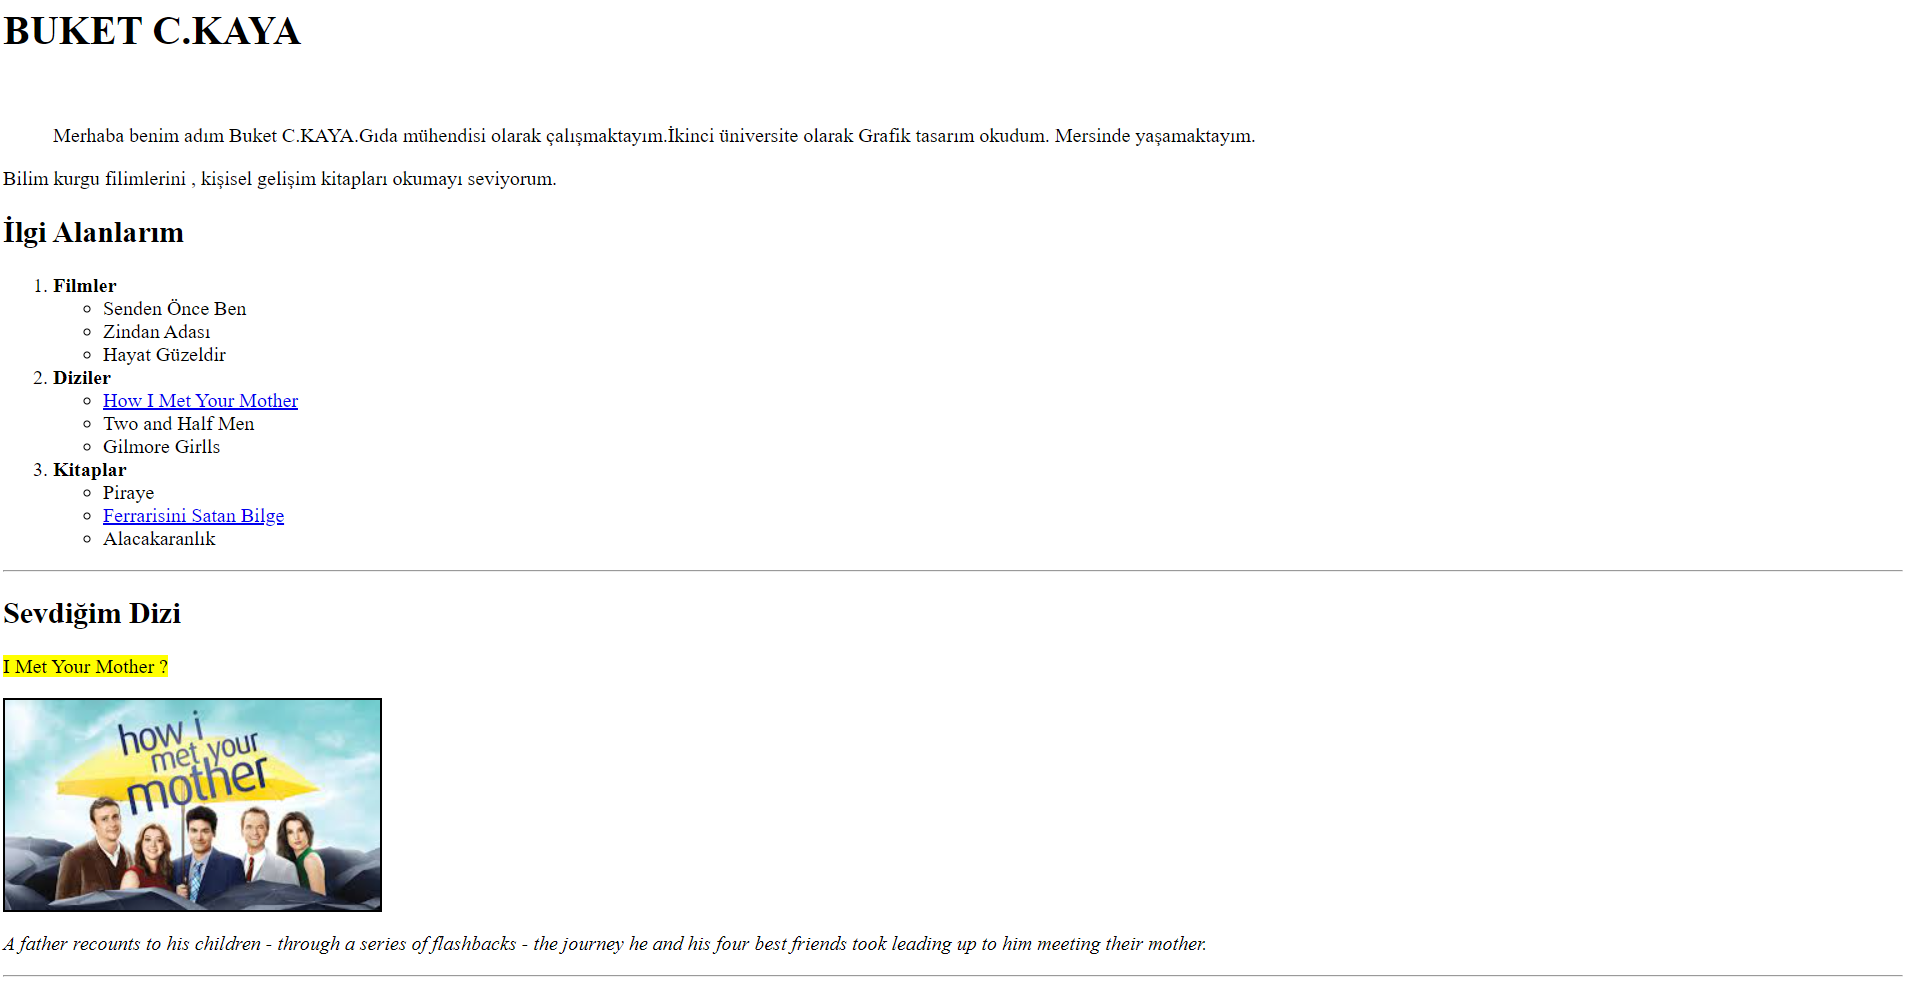 BUKET C.KAYA
Merhaba benim adım Buket C.KAYA.Gıda mühendisi olarak çalışmaktayım.İkinci üniversite olarak Grafik tasarım okudum. Mersinde yaşamaktayım.
Bilim kurgu filimlerini , kişisel gelişim kitapları okumayı seviyorum.
İlgi Alanlarım
1. Filmler
Senden Önce Ben
Zindan Adası
Hayat Güzeldir
2. Diziler
How I Met Your Mother
Two and Half Men
Gilmore Girlls
3. Kitaplar
Piraye
Ferrarisini Satan Bilge
Alacakaranlık
Sevdiğim Dizi
I Met Your Mother ?
how i
met your
mother
A father recounts to his children - through a series of flashbacks - the journey he and his four best friends took leading up to him meeting their mother.